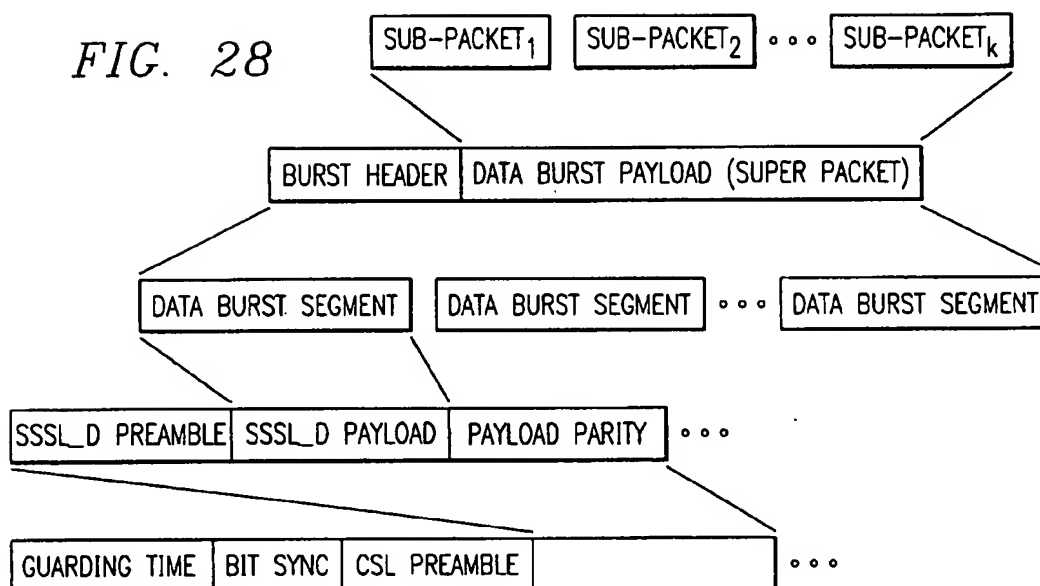 FIG. 28
SUB-PACKET1 SUB-PACKET2 ∘∘∘ SUB-PACKETk
BURST HEADER DATA BURST PAYLOAD (SUPER PACKET)
DATA BURST SEGMENT DATA BURST SEGMENT ∘∘∘ DATA BURST SEGMENT
SSSL_D PREAMBLE SSSL_D PAYLOAD PAYLOAD PARITY ∘∘∘
GUARDING TIME BIT SYNC CSL PREAMBLE ∘∘∘